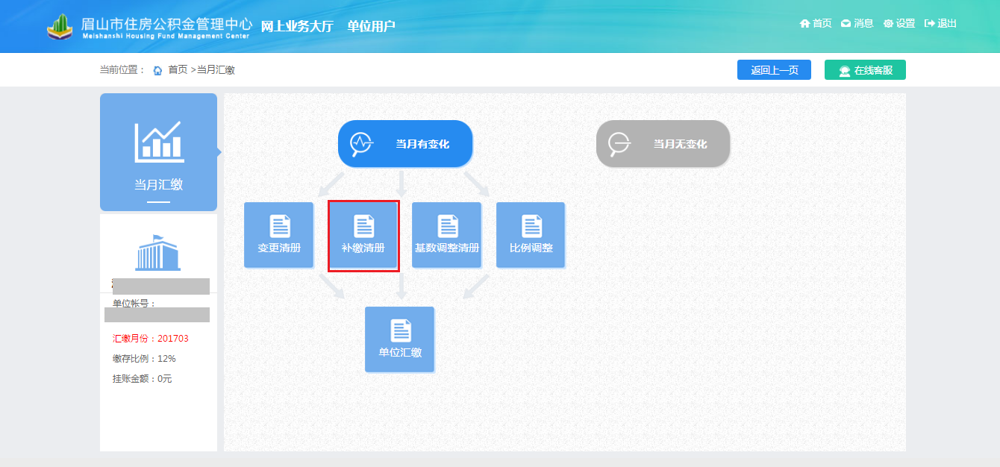 眉山市住房公积金管理中心
Meishanshi Housing Fund Management Center
网上业务大厅 单位用户
首页 消息 设置 退出
当前位置： 首页 >当月汇缴
返回上一页
在线客服
当月汇缴
当月有变化
当月无变化
变更清册
补缴清册
基数调整清册
比例调整
单位汇缴
单位帐号：
汇缴月份：201703
缴存比例：12%
挂账金额：0元